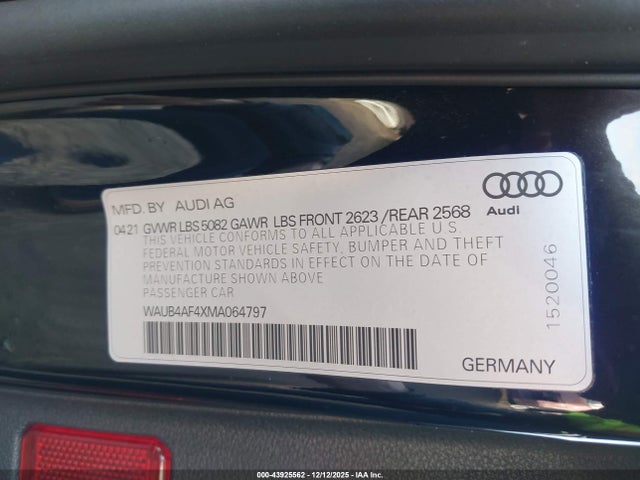 MFD. BY AUDI AG
Audi
04 21 GVWR LBS 5082 GAWR LBS FRONT 2623 /REAR 2568
THIS VEHICLE CONFORMS TO ALL APPLICABLE U.S.
FEDERAL MOTOR VEHICLE SAFETY, BUMPER AND THEFT
PREVENTION STANDARDS IN EFFECT ON THE DATE OF
MANUFACTURE SHOWN ABOVE
PASSENGER CAR
WAUB4AF4XMA064797
1520046
GERMANY
000-43925562 - 12/12/2025 - IAA Inc.